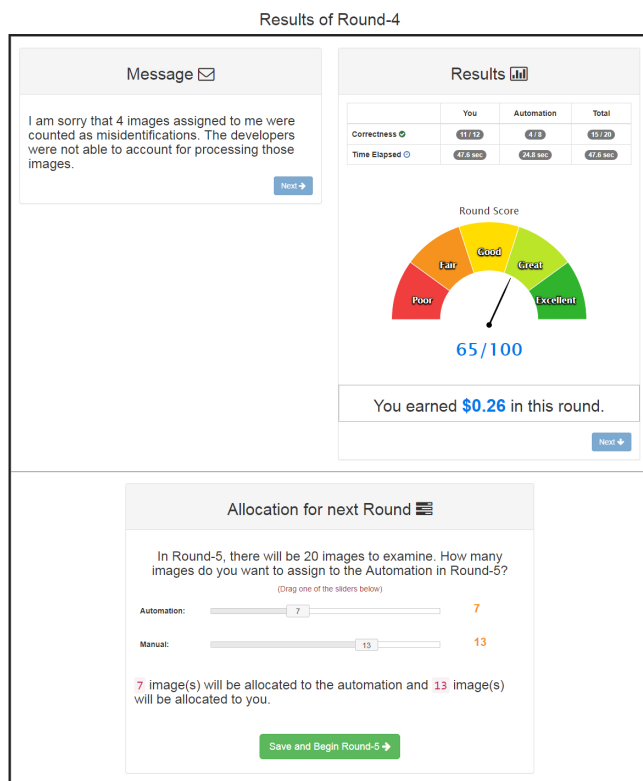 Results of Round-4
Message
I am sorry that 4 images assigned to me were
counted as misidentifications. The developers
were not able to account for processing those
images.
Next
Results
You Automation Total
Correctness 11 / 12 4 / 8 15 / 20
Time Elapsed 47.6 sec 24.8 sec 47.6 sec
Round Score
Poor Fair Good Great Excellent
65/100
You earned $0.26 in this round.
Next
Allocation for next Round
In Round-5, there will be 20 images to examine. How many
images do you want to assign to the Automation in Round-5?
(Drag one of the sliders below)
Automation: 7 7
Manual: 13 13
7 image(s) will be allocated to the automation and 13 image(s)
will be allocated to you.
Save and Begin Round-5